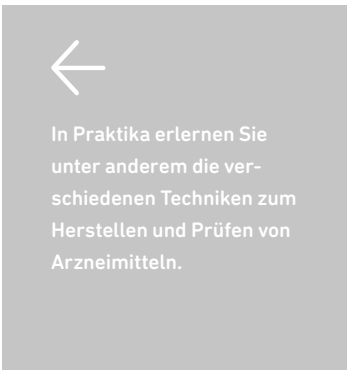 In Praktika erlernen Sie
unter anderem die ver-
schiedenen Techniken zum
Herstellen und Prüfen von
Arzneimitteln.